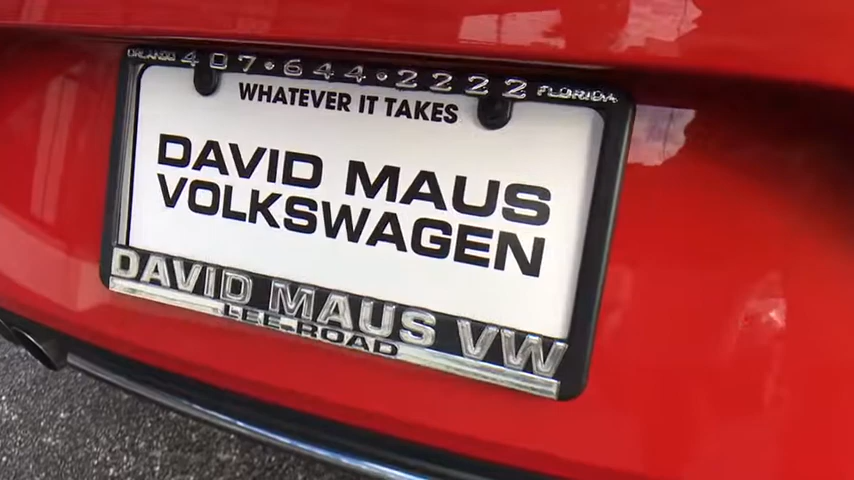 ORLANDO 407•644•2222 FLORIDA
WHATEVER IT TAKES
DAVID MAUS
VOLKSWAGEN
DAVID MAUS VW
LEE ROAD